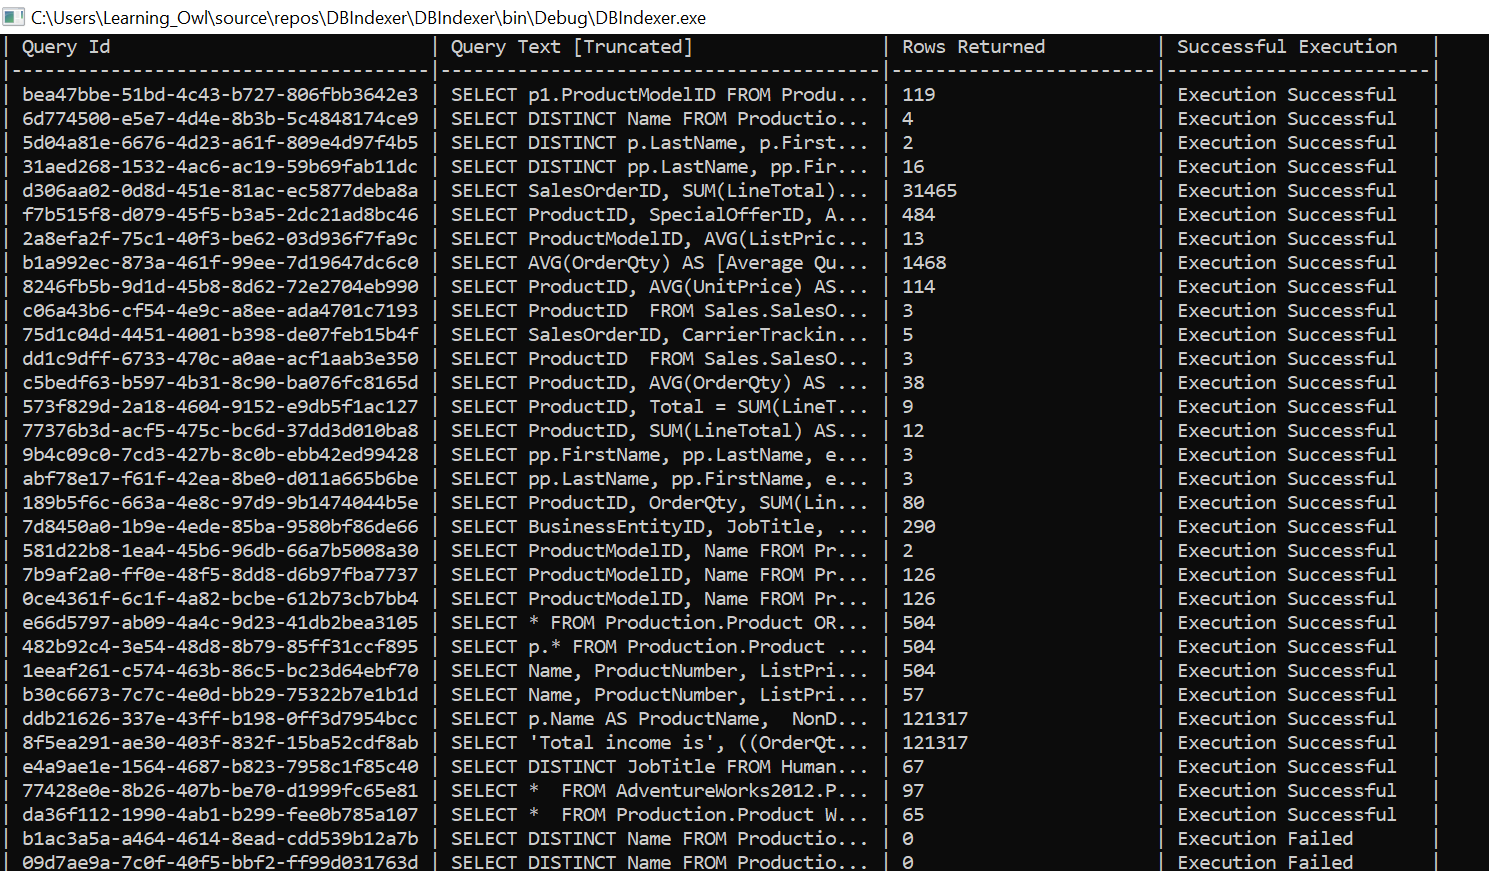 C:\Users\Learning_Owl\source\repos\DBIndexer\DBIndexer\bin\Debug\DBIndexer.exe
| Query Id | Query Text [Truncated] | Rows Returned | Successful Execution |
|--------------------------------------|----------------------------------------|------------------------|------------------------|
| bea47bbe-51bd-4c43-b727-806fbb3642e3 | SELECT p1.ProductModelID FROM Produ... | 119 | Execution Successful |
| 6d774500-e5e7-4d4e-8b3b-5c4848174ce9 | SELECT DISTINCT Name FROM Productio... | 4 | Execution Successful |
| 5d04a81e-6676-4d23-a61f-809e4d97f4b5 | SELECT DISTINCT p.LastName, p.First... | 2 | Execution Successful |
| 31aed268-1532-4ac6-ac19-59b69fab11dc | SELECT DISTINCT pp.LastName, pp.Fir... | 16 | Execution Successful |
| d306aa02-0d8d-451e-81ac-ec5877deba8a | SELECT SalesOrderID, SUM(LineTotal)... | 31465 | Execution Successful |
| f7b515f8-d079-45f5-b3a5-2dc21ad8bc46 | SELECT ProductID, SpecialOfferID, A... | 484 | Execution Successful |
| 2a8efa2f-75c1-40f3-be62-03d936f7fa9c | SELECT ProductModelID, AVG(ListPric... | 13 | Execution Successful |
| b1a992ec-873a-461f-99ee-7d19647dc6c0 | SELECT AVG(OrderQty) AS [Average Qu... | 1468 | Execution Successful |
| 8246fb5b-9d1d-45b8-8d62-72e2704eb990 | SELECT ProductID, AVG(UnitPrice) AS... | 114 | Execution Successful |
| c06a43b6-cf54-4e9c-a8ee-ada4701c7193 | SELECT ProductID  FROM Sales.SalesO... | 3 | Execution Successful |
| 75d1c04d-4451-4001-b398-de07feb15b4f | SELECT SalesOrderID, CarrierTrackin... | 5 | Execution Successful |
| dd1c9dff-6733-470c-a0ae-acf1aab3e350 | SELECT ProductID  FROM Sales.SalesO... | 3 | Execution Successful |
| c5bedf63-b597-4b31-8c90-ba076fc8165d | SELECT ProductID, AVG(OrderQty) AS ... | 38 | Execution Successful |
| 573f829d-2a18-4604-9152-e9db5f1ac127 | SELECT ProductID, Total = SUM(LineT... | 9 | Execution Successful |
| 77376b3d-acf5-475c-bc6d-37dd3d010ba8 | SELECT ProductID, SUM(LineTotal) AS... | 12 | Execution Successful |
| 9b4c09c0-7cd3-427b-8c0b-ebb42ed99428 | SELECT pp.FirstName, pp.LastName, e... | 3 | Execution Successful |
| abf78e17-f61f-42ea-8be0-d011a665b6be | SELECT pp.LastName, pp.FirstName, e... | 3 | Execution Successful |
| 189b5f6c-663a-4e8c-97d9-9b1474044b5e | SELECT ProductID, OrderQty, SUM(Lin... | 80 | Execution Successful |
| 7d8450a0-1b9e-4ede-85ba-9580bf86de66 | SELECT BusinessEntityID, JobTitle, ... | 290 | Execution Successful |
| 581d22b8-1ea4-45b6-96db-66a7b5008a30 | SELECT ProductModelID, Name FROM Pr... | 2 | Execution Successful |
| 7b9af2a0-ff0e-48f5-8dd8-d6b97fba7737 | SELECT ProductModelID, Name FROM Pr... | 126 | Execution Successful |
| 0ce4361f-6c1f-4a82-bcbe-612b73cb7bb4 | SELECT ProductModelID, Name FROM Pr... | 126 | Execution Successful |
| e66d5797-ab09-4a4c-9d23-41db2bea3105 | SELECT * FROM Production.Product OR... | 504 | Execution Successful |
| 482b92c4-3e54-48d8-8b79-85ff31ccf895 | SELECT p.* FROM Production.Product ... | 504 | Execution Successful |
| 1eeaf261-c574-463b-86c5-bc23d64ebf70 | SELECT Name, ProductNumber, ListPri... | 504 | Execution Successful |
| b30c6673-7c7c-4e0d-bb29-75322b7e1b1d | SELECT Name, ProductNumber, ListPri... | 57 | Execution Successful |
| ddb21626-337e-43ff-b198-0ff3d7954bcc | SELECT p.Name AS ProductName,  NonD... | 121317 | Execution Successful |
| 8f5ea291-ae30-403f-832f-15ba52cdf8ab | SELECT 'Total income is', ((OrderQt... | 121317 | Execution Successful |
| e4a9ae1e-1564-4687-b823-7958c1f85c40 | SELECT DISTINCT JobTitle FROM Human... | 67 | Execution Successful |
| 77428e0e-8b26-407b-be70-d1999fc65e81 | SELECT *  FROM AdventureWorks2012.P... | 97 | Execution Successful |
| da36f112-1990-4ab1-b299-fee0b785a107 | SELECT *  FROM Production.Product W... | 65 | Execution Successful |
| b1ac3a5a-a464-4614-8ead-cdd539b12a7b | SELECT DISTINCT Name FROM Productio... | 0 | Execution Failed |
| 09d7ae9a-7c0f-40f5-bbf2-ff99d031763d | SELECT DISTINCT Name FROM Productio... | 0 | Execution Failed |